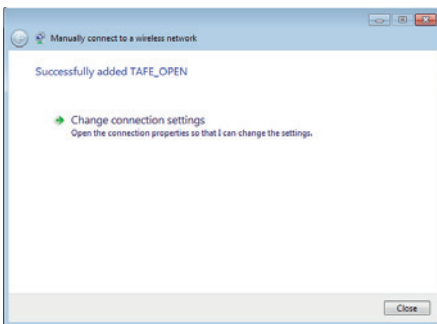 Manually connect to a wireless network
Successfully added TAFE_OPEN
Change connection settings
Open the connection properties so that I can change the settings.
Close